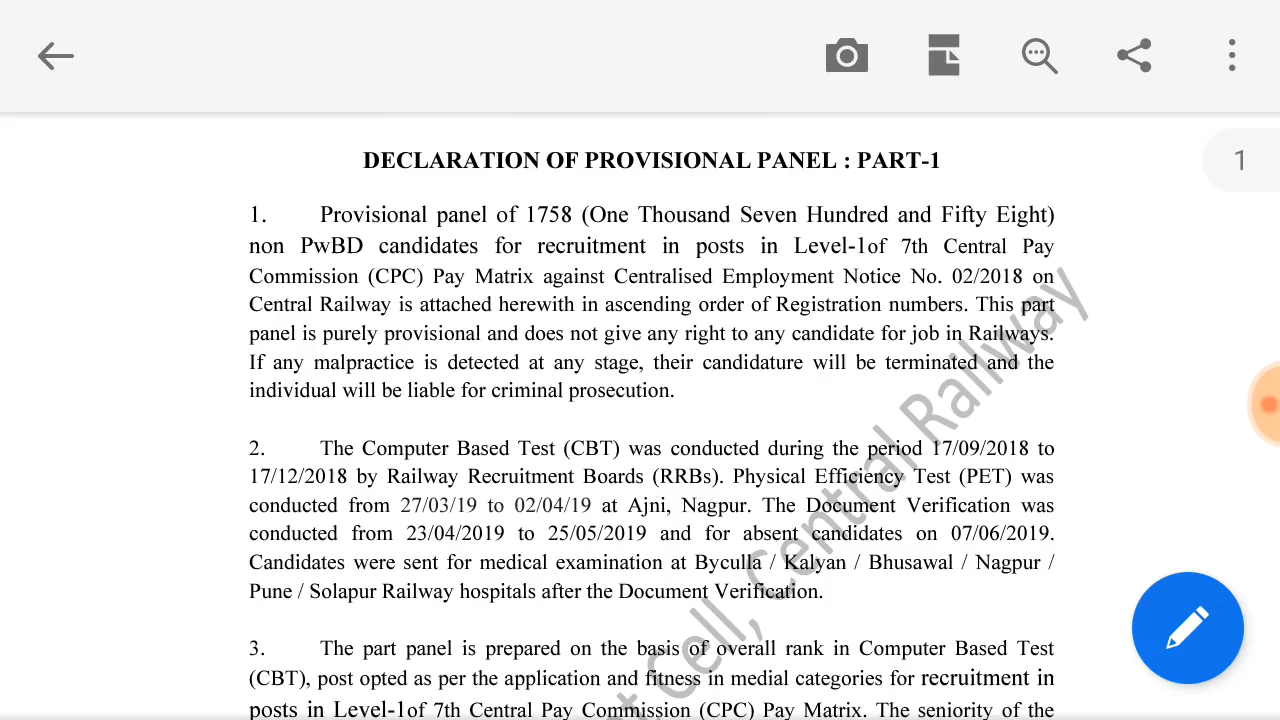 1
DECLARATION OF PROVISIONAL PANEL : PART-1
1. Provisional panel of 1758 (One Thousand Seven Hundred and Fifty Eight)
non PwBD candidates for recruitment in posts in Level-1of 7th Central Pay
Commission (CPC) Pay Matrix against Centralised Employment Notice No. 02/2018 on
Central Railway is attached herewith in ascending order of Registration numbers. This part
panel is purely provisional and does not give any right to any candidate for job in Railways.
If any malpractice is detected at any stage, their candidature will be terminated and the
individual will be liable for criminal prosecution.
2. The Computer Based Test (CBT) was conducted during the period 17/09/2018 to
17/12/2018 by Railway Recruitment Boards (RRBs). Physical Efficiency Test (PET) was
conducted from 27/03/19 to 02/04/19 at Ajni, Nagpur. The Document Verification was
conducted from 23/04/2019 to 25/05/2019 and for absent candidates on 07/06/2019.
Candidates were sent for medical examination at Byculla / Kalyan / Bhusawal / Nagpur /
Pune / Solapur Railway hospitals after the Document Verification.
3. The part panel is prepared on the basis of overall rank in Computer Based Test
(CBT), post opted as per the application and fitness in medial categories for recruitment in
posts in Level-1of 7th Central Pay Commission (CPC) Pay Matrix. The seniority of the
t Cell, Central Railway